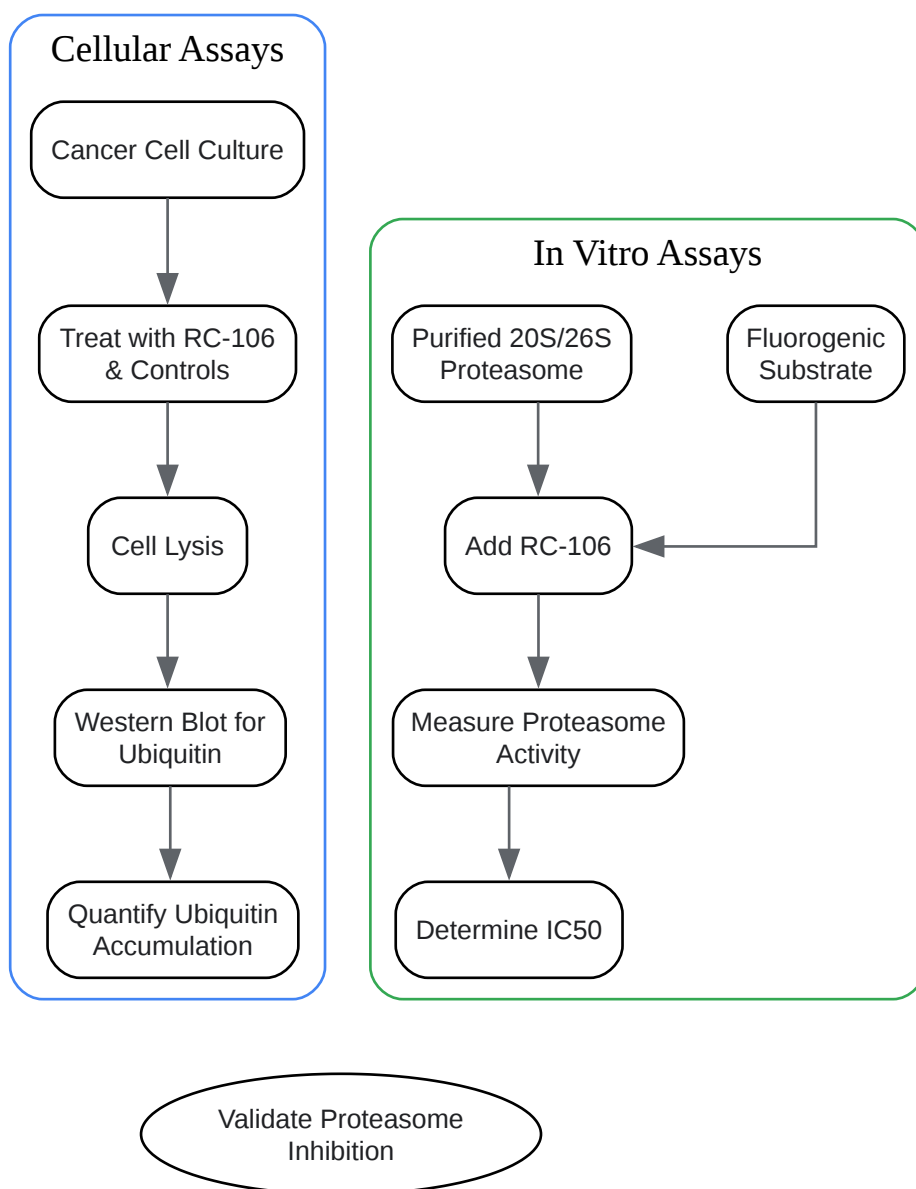 Cellular Assays
Cancer Cell Culture
Treat with RC-106
& Controls
Cell Lysis
Western Blot for
Ubiquitin
Quantify Ubiquitin
Accumulation
In Vitro Assays
Purified 20S/26S
Proteasome
Fluorogenic
Substrate
Add RC-106
Measure Proteasome
Activity
Determine IC50
Validate Proteasome
Inhibition